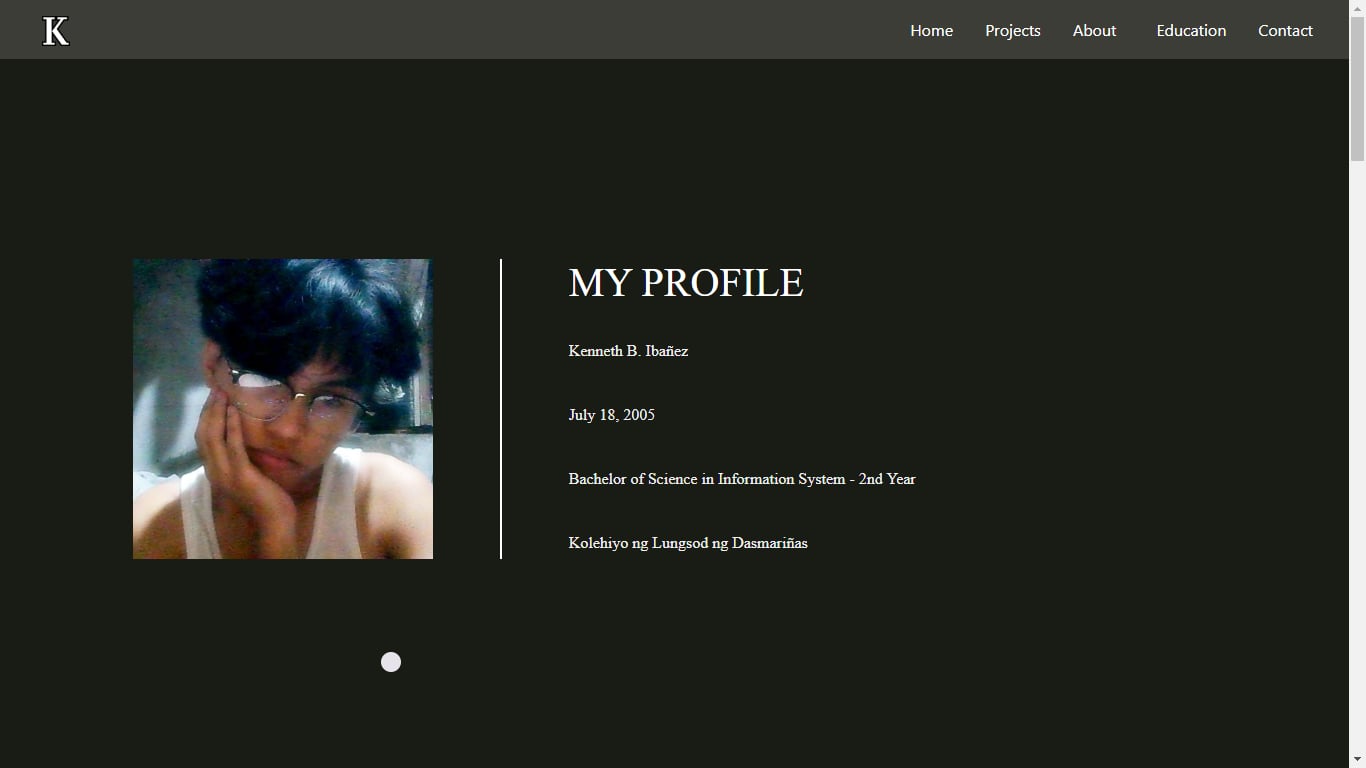 K
Home Projects About Education Contact
MY PROFILE
Kenneth B. Ibañez
July 18, 2005
Bachelor of Science in Information System - 2nd Year
Kolehiyo ng Lungsod ng Dasmariñas